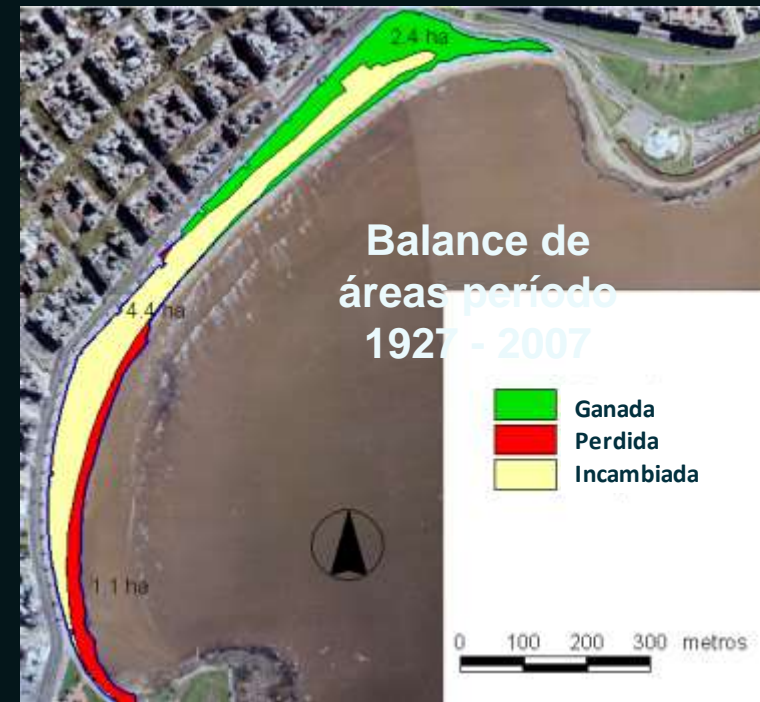 2.4 ha
Balance de
áreas período
1927 - 2007
4.4 ha
Ganada
Perdida
Incambiada
1.1 ha
0 100 200 300 metros